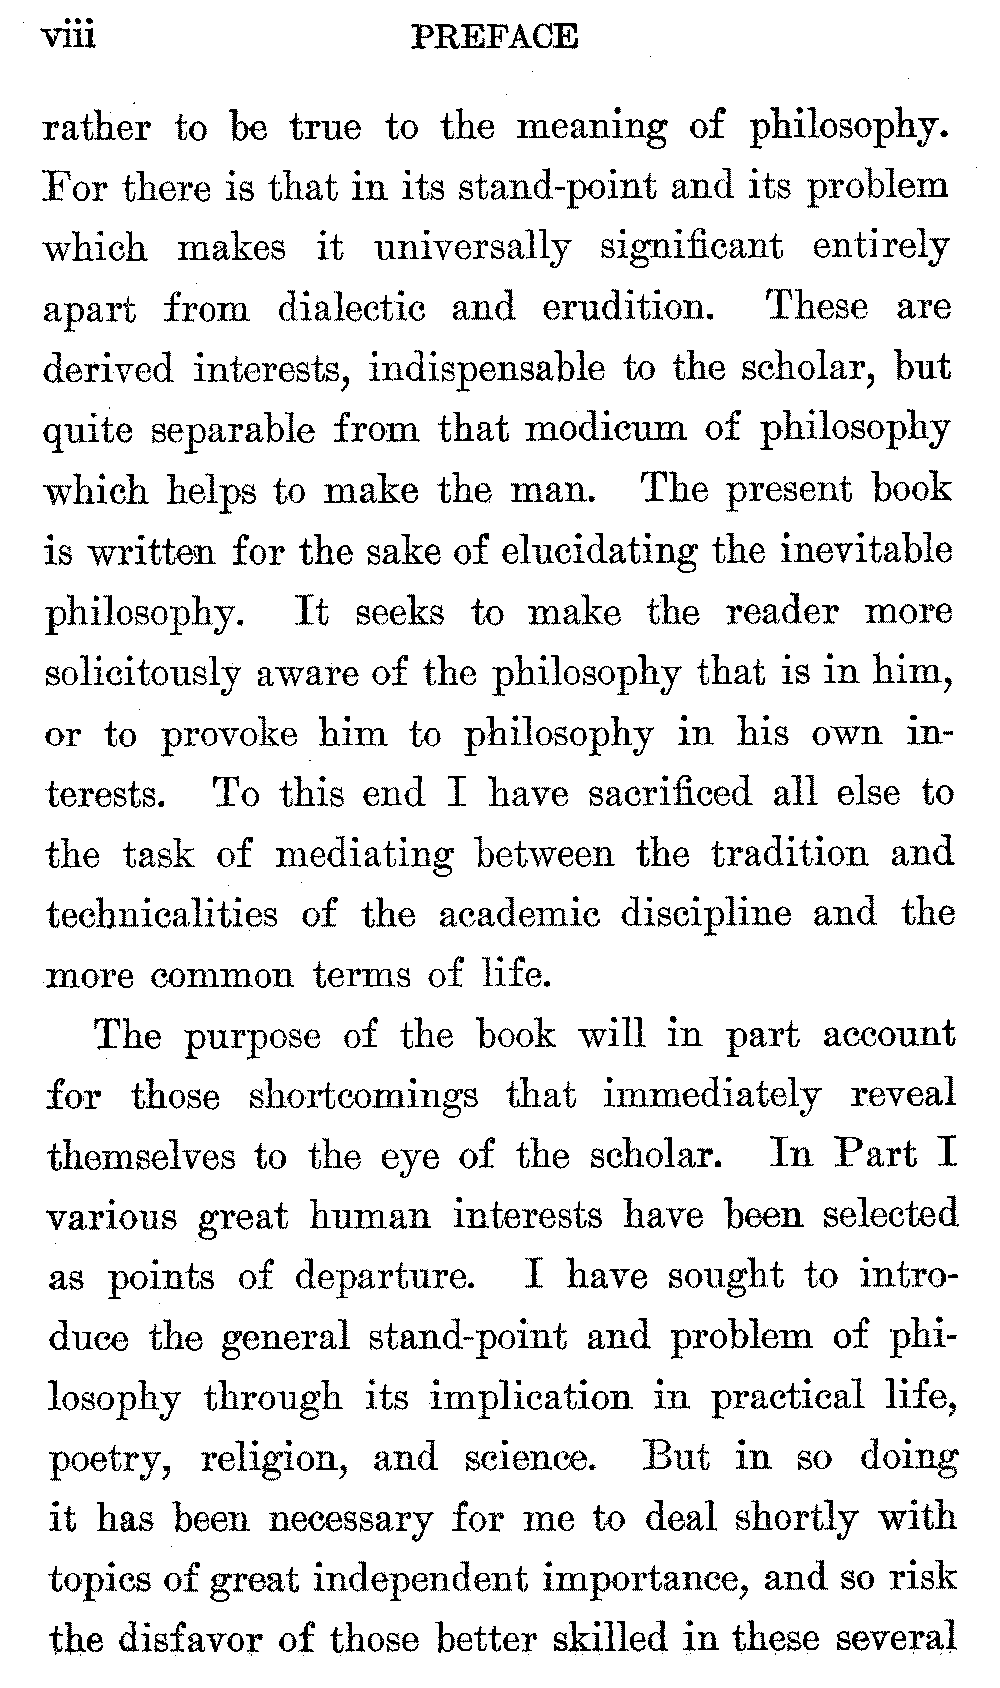 viii PREFACE
rather to be true to the meaning of philosophy.
For there is that in its stand-point and its problem
which makes it universally significant entirely
apart from dialectic and erudition. These are
derived interests, indispensable to the scholar, but
quite separable from that modicum of philosophy
which helps to make the man. The present book
is written for the sake of elucidating the inevitable
philosophy. It seeks to make the reader more
solicitously aware of the philosophy that is in him,
or to provoke him to philosophy in his own in-
terests. To this end I have sacrificed all else to
the task of mediating between the tradition and
technicalities of the academic discipline and the
more common terms of life.
The purpose of the book will in part account
for those shortcomings that immediately reveal
themselves to the eye of the scholar. In Part I
various great human interests have been selected
as points of departure. I have sought to intro-
duce the general stand-point and problem of phi-
losophy through its implication in practical life,
poetry, religion, and science. But in so doing
it has been necessary for me to deal shortly with
topics of great independent importance, and so risk
the disfavor of those better skilled in these several